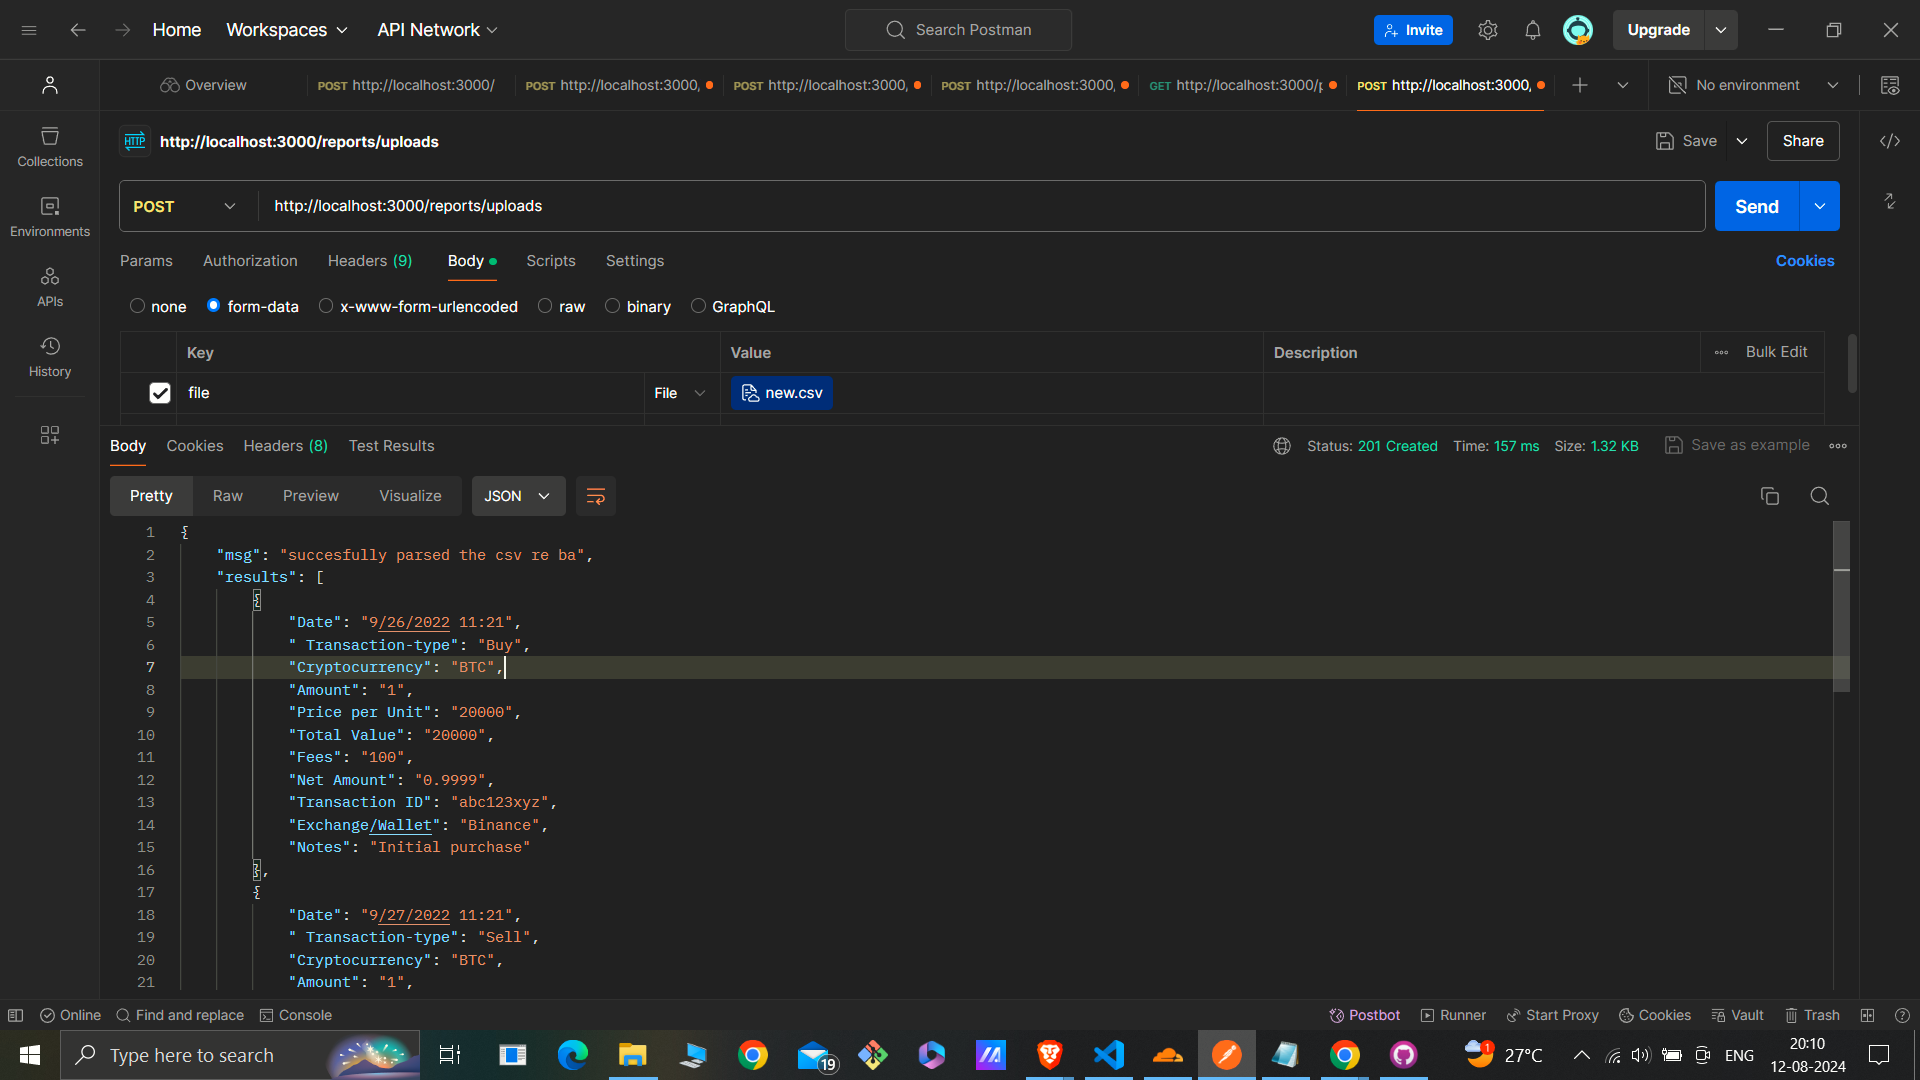 Home
Workspaces
API Network
Search Postman
Invite
Upgrade
Overview
POST http://localhost:3000/
POST http://localhost:3000,
POST http://localhost:3000,
POST http://localhost:3000,
GET http://localhost:3000/p
POST http://localhost:3000,
No environment
Collections
Environments
APIs
History
HTTP
http://localhost:3000/reports/uploads
Save
Share
POST
http://localhost:3000/reports/uploads
Send
Params
Authorization
Headers (9)
Body
Scripts
Settings
Cookies
none
form-data
x-www-form-urlencoded
raw
binary
GraphQL
Key
Value
Description
Bulk Edit
file
File
new.csv
Body
Cookies
Headers (8)
Test Results
Status: 201 Created
Time: 157 ms
Size: 1.32 KB
Save as example
Pretty
Raw
Preview
Visualize
JSON
1 {
2 "msg": "succesfully parsed the csv re ba",
3 "results": [
4 {
5 "Date": "9/26/2022 11:21",
6 " Transaction-type": "Buy",
7 "Cryptocurrency": "BTC",
8 "Amount": "1",
9 "Price per Unit": "20000",
10 "Total Value": "20000",
11 "Fees": "100",
12 "Net Amount": "0.9999",
13 "Transaction ID": "abc123xyz",
14 "Exchange/Wallet": "Binance",
15 "Notes": "Initial purchase"
16 },
17 {
18 "Date": "9/27/2022 11:21",
19 " Transaction-type": "Sell",
20 "Cryptocurrency": "BTC",
21 "Amount": "1",
Online
Find and replace
Console
Postbot
Runner
Start Proxy
Cookies
Vault
Trash
Type here to search
19
1
27°C
ENG
20:10
12-08-2024